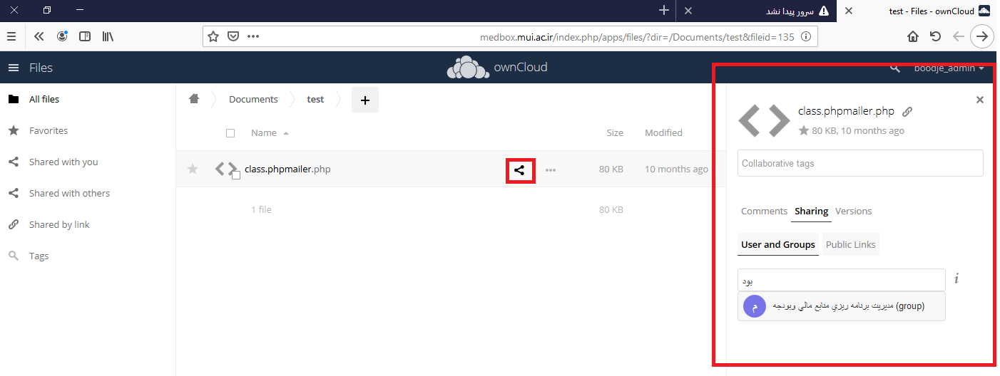 سرور پیدا نشد
test - Files - ownCloud
medbox.mui.ac.ir/index.php/apps/files/?dir=/Documents/test&fileid=135
Files
ownCloud
boodje_admin
All files
Favorites
Shared with you
Shared with others
Shared by link
Tags
Documents
test
+
Name
Size
Modified
class.phpmailer.php
80 KB
10 months ago
1 file
80 KB
class.phpmailer.php
80 KB, 10 months ago
Collaborative tags
Comments
Sharing
Versions
User and Groups
Public Links
بود
i
م
مديريت برنامه ريزي منابع مالي وبودجه (group)